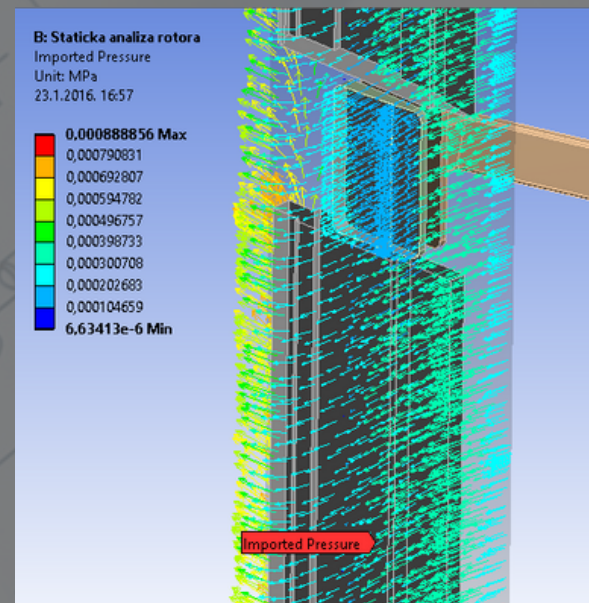 B: Staticka analiza rotora
Imported Pressure
Unit: MPa
23.1.2016. 16:57
0,000888856 Max
0,000790831
0,000692807
0,000594782
0,000496757
0,000398733
0,000300708
0,000202683
0,000104659
6,63413e-6 Min
Imported Pressure